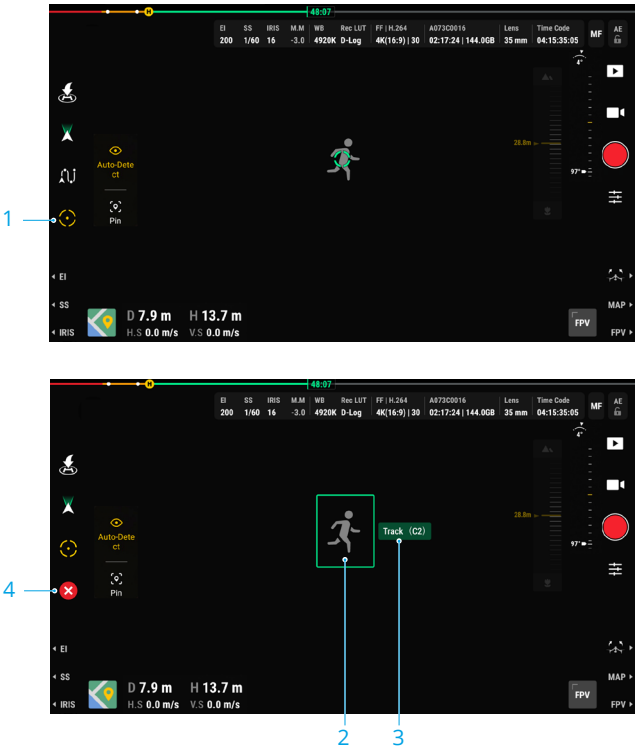 H 48:07
EI SS IRIS M.M WB Rec LUT FF | H.264 A073C0016 Lens Time Code AE
200 1/60 16 -3.0 4920K D-Log 4K(16:9) | 30 02:17:24 | 144.0GB 35 mm 04:15:35:05 MF
4°
Auto-Dete
ct
28.8m
97°
Pin
1
EI
SS MAP
D 7.9 m H 13.7 m
IRIS H.S 0.0 m/s V.S 0.0 m/s FPV FPV
H 48:07
EI SS IRIS M.M WB Rec LUT FF | H.264 A073C0016 Lens Time Code AE
200 1/60 16 -3.0 4920K D-Log 4K(16:9) | 30 02:17:24 | 144.0GB 35 mm 04:15:35:05 MF
4°
28.8m
Auto-Dete
ct
Track (C2)
97°
Pin
4
EI
SS MAP
D 7.9 m H 13.7 m
IRIS H.S 0.0 m/s V.S 0.0 m/s FPV FPV
2 3